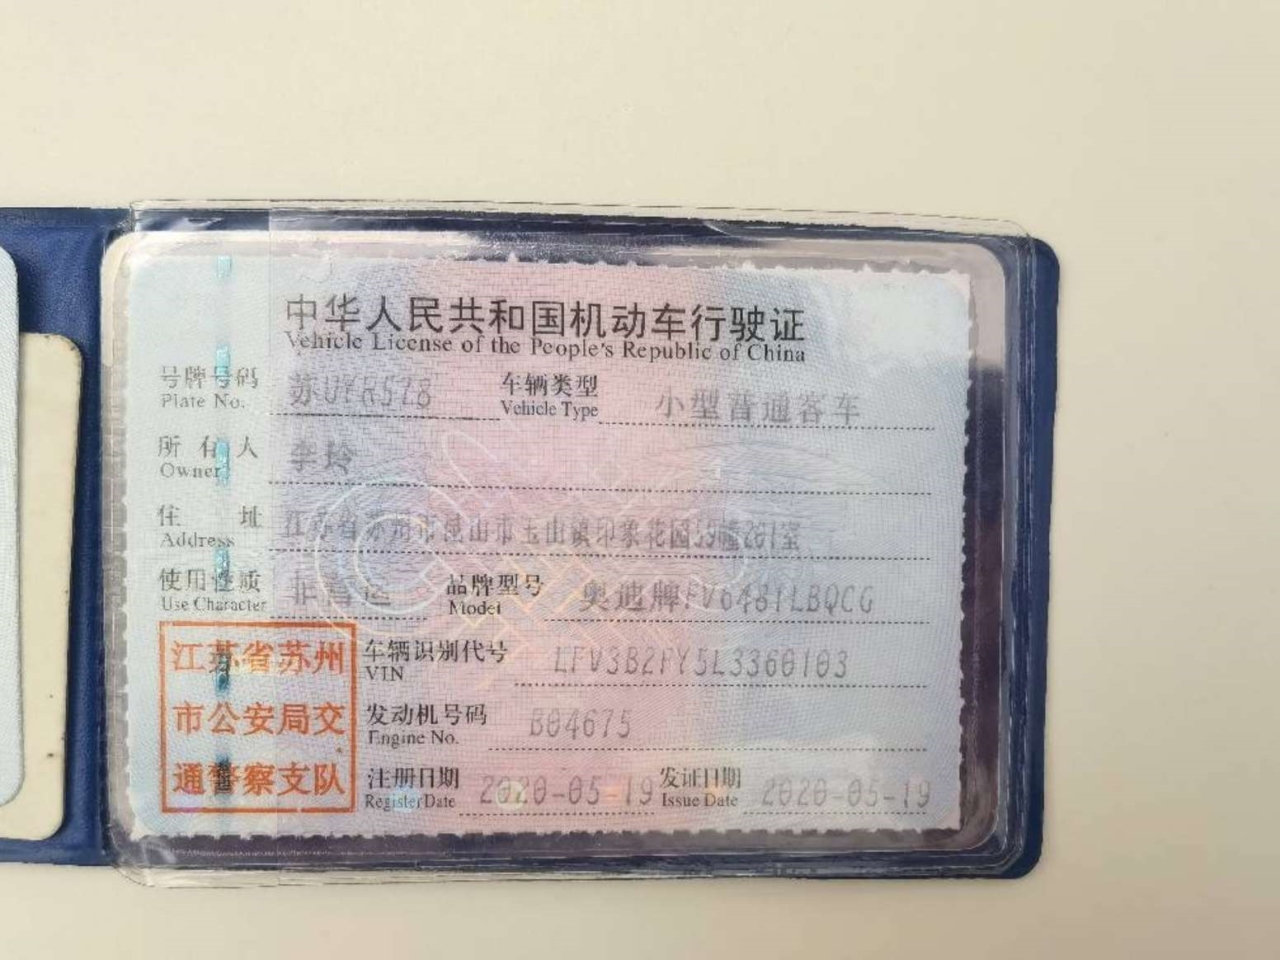 中华人民共和国机动车行驶证
Vehicle License of the People's Republic of China
号牌号码 车辆类型 小型普通客车
Plate No. Vehicle Type
所有人 李玲
Owner
住址 江苏省苏州市昆山市玉山镇印象花园59幢201室
Address
使用性质 非营运 品牌型号 奥迪牌FV6481LBQCG
Use Character Model
江苏省苏州
市公安局交
通警察支队
车辆识别代号 LFV3B2FY5L3360103
VIN
发动机号码 B04675
Engine No.
注册日期 2020-05-19 发证日期 2020-05-19
Register Date Issue Date